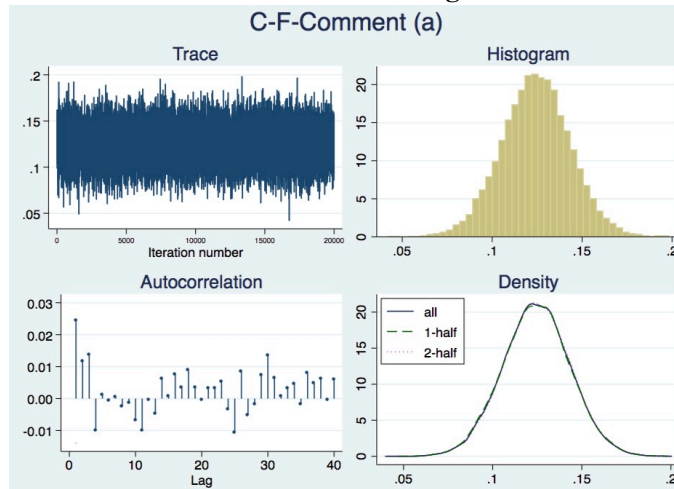 C-F-Comment (a)
Trace
.2
.15
.1
.05
0 5000 10000 15000 20000
Iteration number
Histogram
20
15
10
5
0
.05 .1 .15 .2
Autocorrelation
0.03
0.02
0.01
0.00
-0.01
0 10 20 30 40
Lag
Density
all
1-half
2-half
20
15
10
5
0
.05 .1 .15 .2